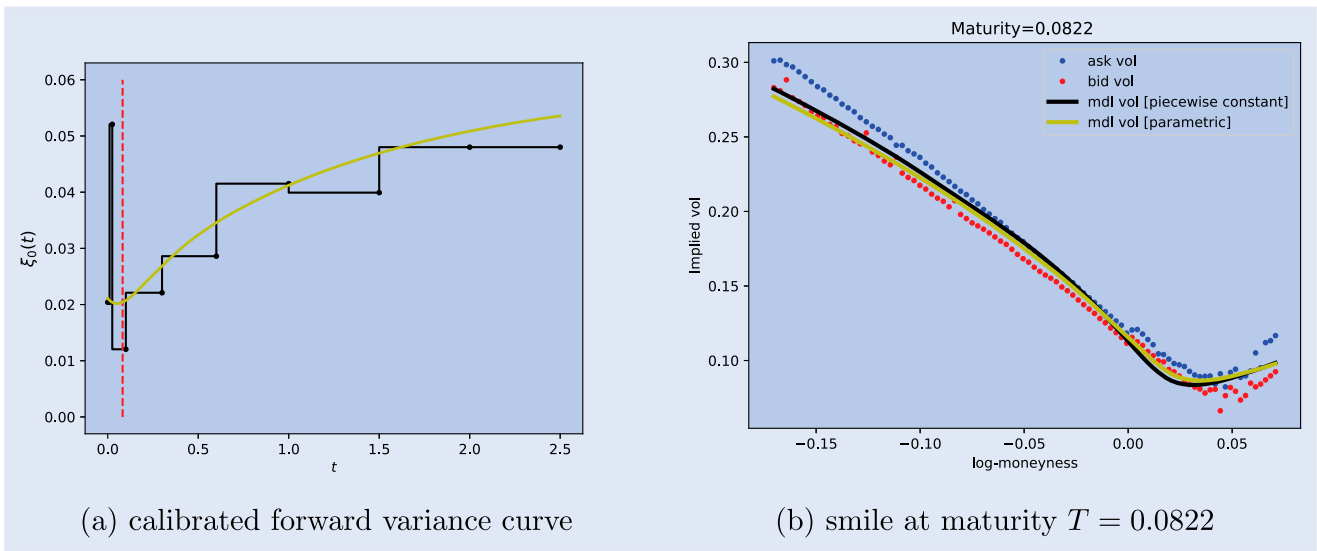 0.06
0.05
0.04
0.03
0.02
0.01
0.00
ξ₀(t)
0.0 0.5 1.0 1.5 2.0 2.5
t
(a) calibrated forward variance curve
Maturity=0.0822
ask vol
bid vol
mdl vol [piecewise constant]
mdl vol [parametric]
0.30
0.25
0.20
0.15
0.10
Implied vol
−0.15 −0.10 −0.05 0.00 0.05
log-moneyness
(b) smile at maturity T = 0.0822